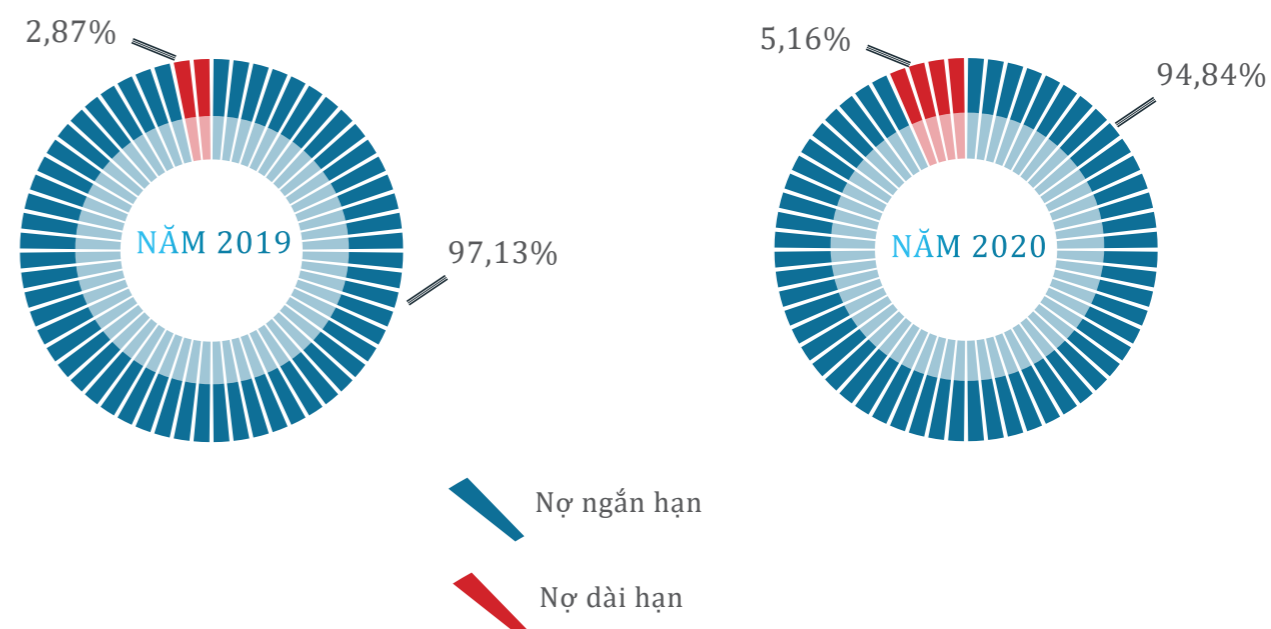 2,87%
NĂM 2019
97,13%
5,16%
94,84%
NĂM 2020
Nợ ngắn hạn
Nợ dài hạn